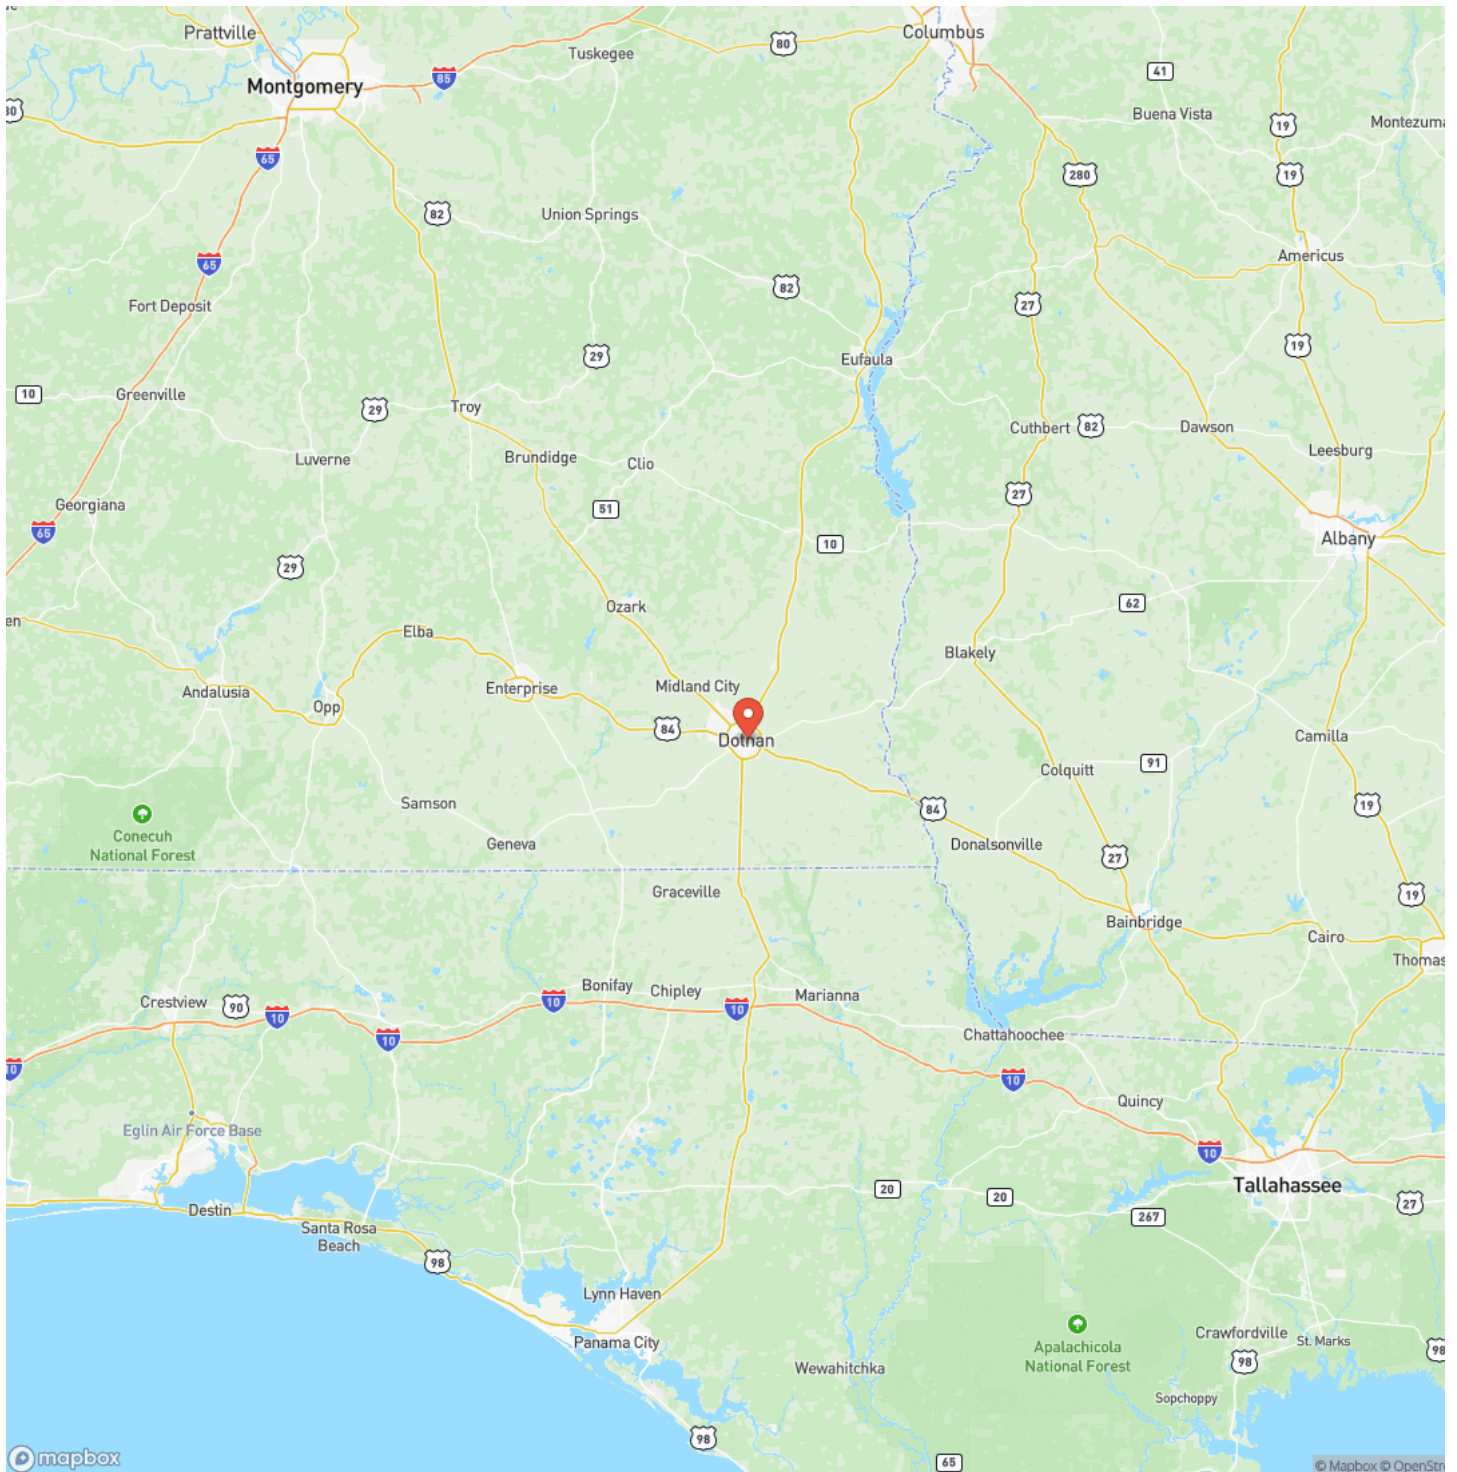 Prattville
Columbus
80
Tuskegee
41
85
Montgomery
80
Buena Vista
19
Montezuma
65
280
19
82
Union Springs
Americus
65
82
27
Fort Deposit
19
29
Eufaula
10
Greenville
29
Troy
Cuthbert
82
Dawson
Leesburg
Luverne
Brundidge
Clio
27
Georgiana
51
65
10
Albany
29
62
Ozark
en
Elba
Blakely
Midland City
Enterprise
Andalusia
Opp
84
Dothan
Camilla
91
Colquitt
Samson
84
19
Conecuh
National Forest
Geneva
Donalsonville
27
Graceville
19
Bainbridge
Cairo
Thomas
Bonifay
Chipley
Marianna
Crestview
90
10
10
10
10
Chattahoochee
10
10
Quincy
Eglin Air Force Base
10
Tallahassee
20
20
27
267
Destin
Santa Rosa
Beach
98
Lynn Haven
Panama City
Crawfordville
St. Marks
Apalachicola
National Forest
98
98
Wewahitchka
Sopchoppy
98
65
mapbox
© Mapbox © OpenStr